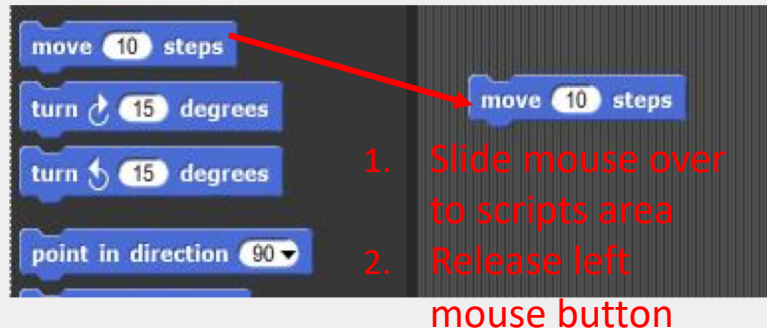 move 10 steps
turn 15 degrees
turn 15 degrees
point in direction 90
move 10 steps
1. Slide mouse over
to scripts area
2. Release left
mouse button